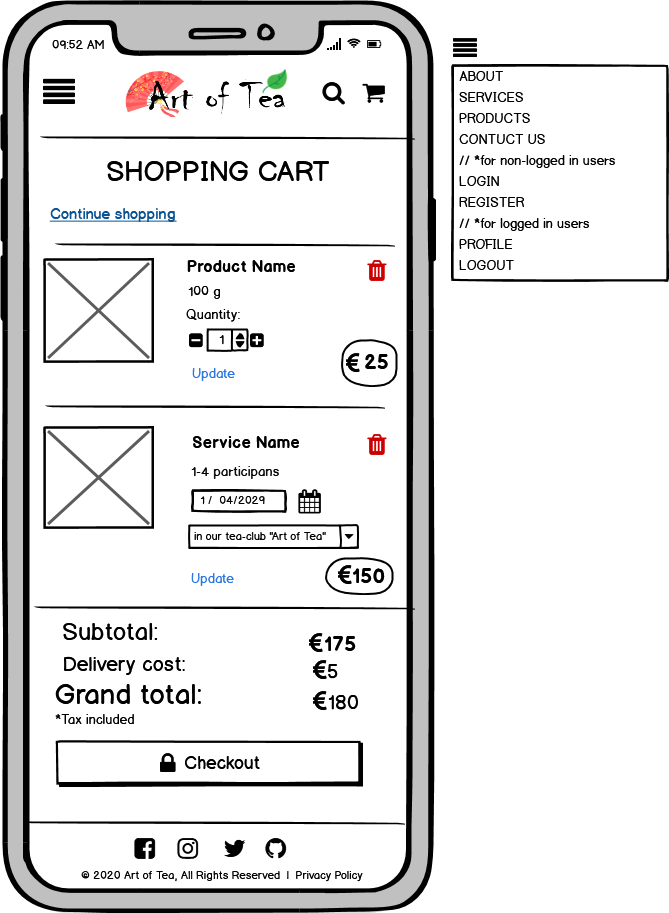 09:52 AM
Art of Tea
SHOPPING CART
Continue shopping
Product Name
100 g
Quantity:
1
Update
€ 25
Service Name
1-4 participans
1 / 04/2029
in our tea-club "Art of Tea"
Update
€150
Subtotal:
€175
Delivery cost:
€5
Grand total:
€180
*Tax included
Checkout
© 2020 Art of Tea, All Rights Reserved | Privacy Policy
ABOUT
SERVICES
PRODUCTS
CONTUCT US
// *for non-logged in users
LOGIN
REGISTER
// *for logged in users
PROFILE
LOGOUT